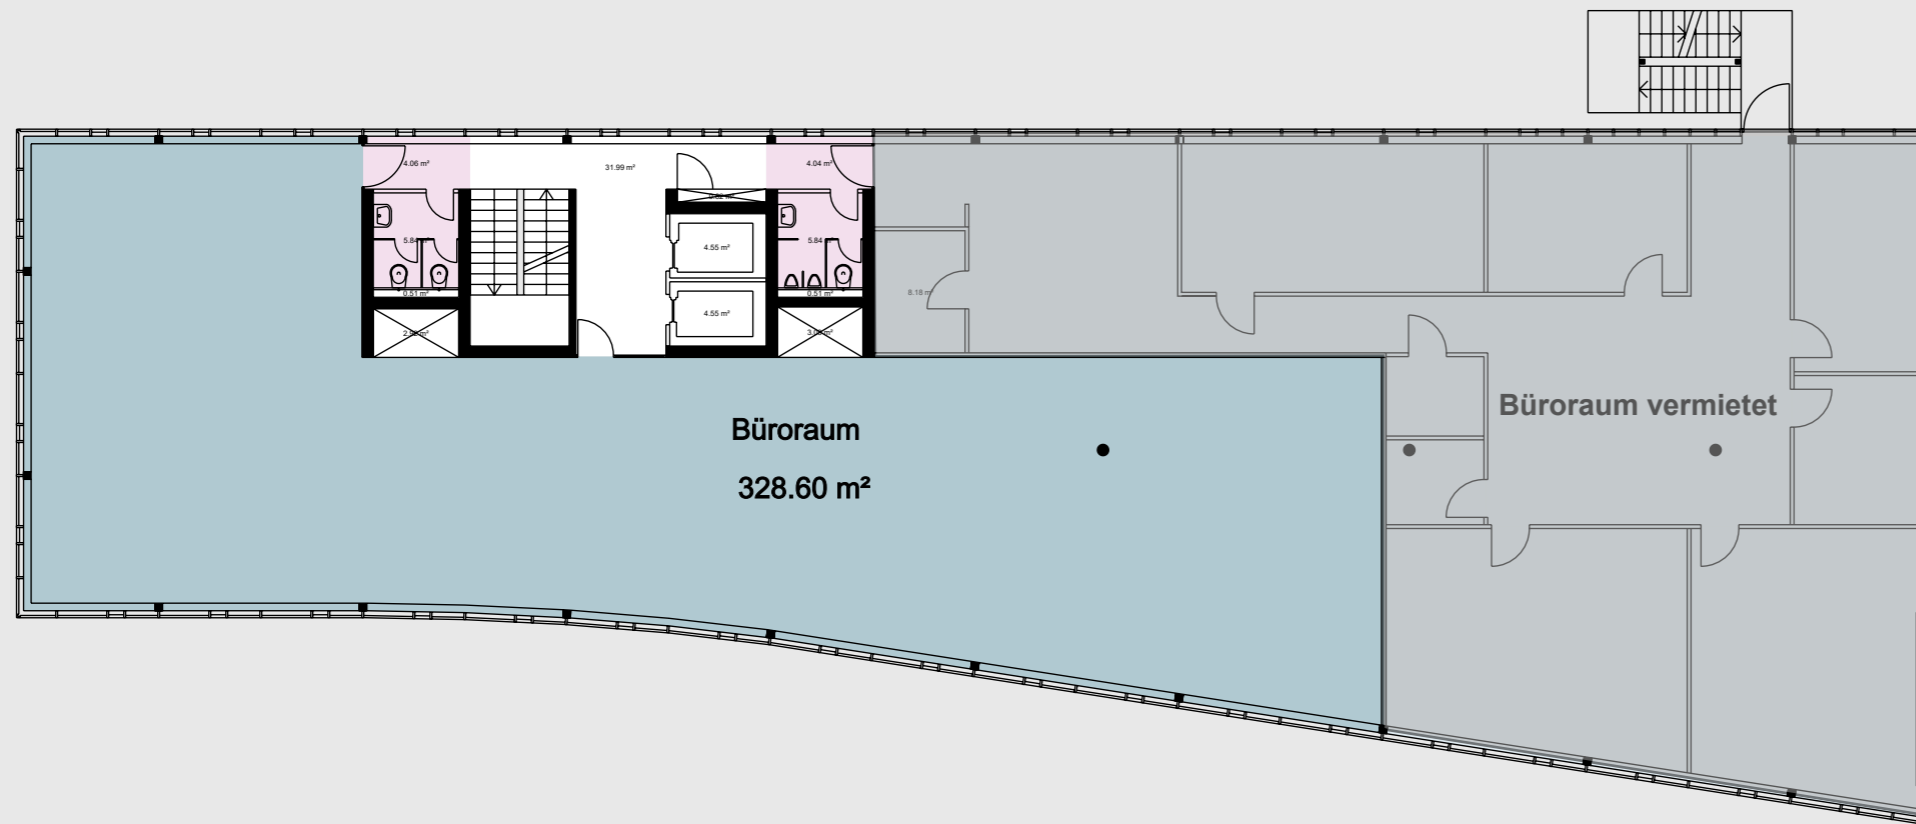 4.06 m²
31.99 m²
4.04 m²
5.84 m²
4.55 m²
5.84 m²
0.51 m²
0.51 m²
8.18 m²
4.55 m²
Büroraum vermietet
Büroraum
328.60 m²